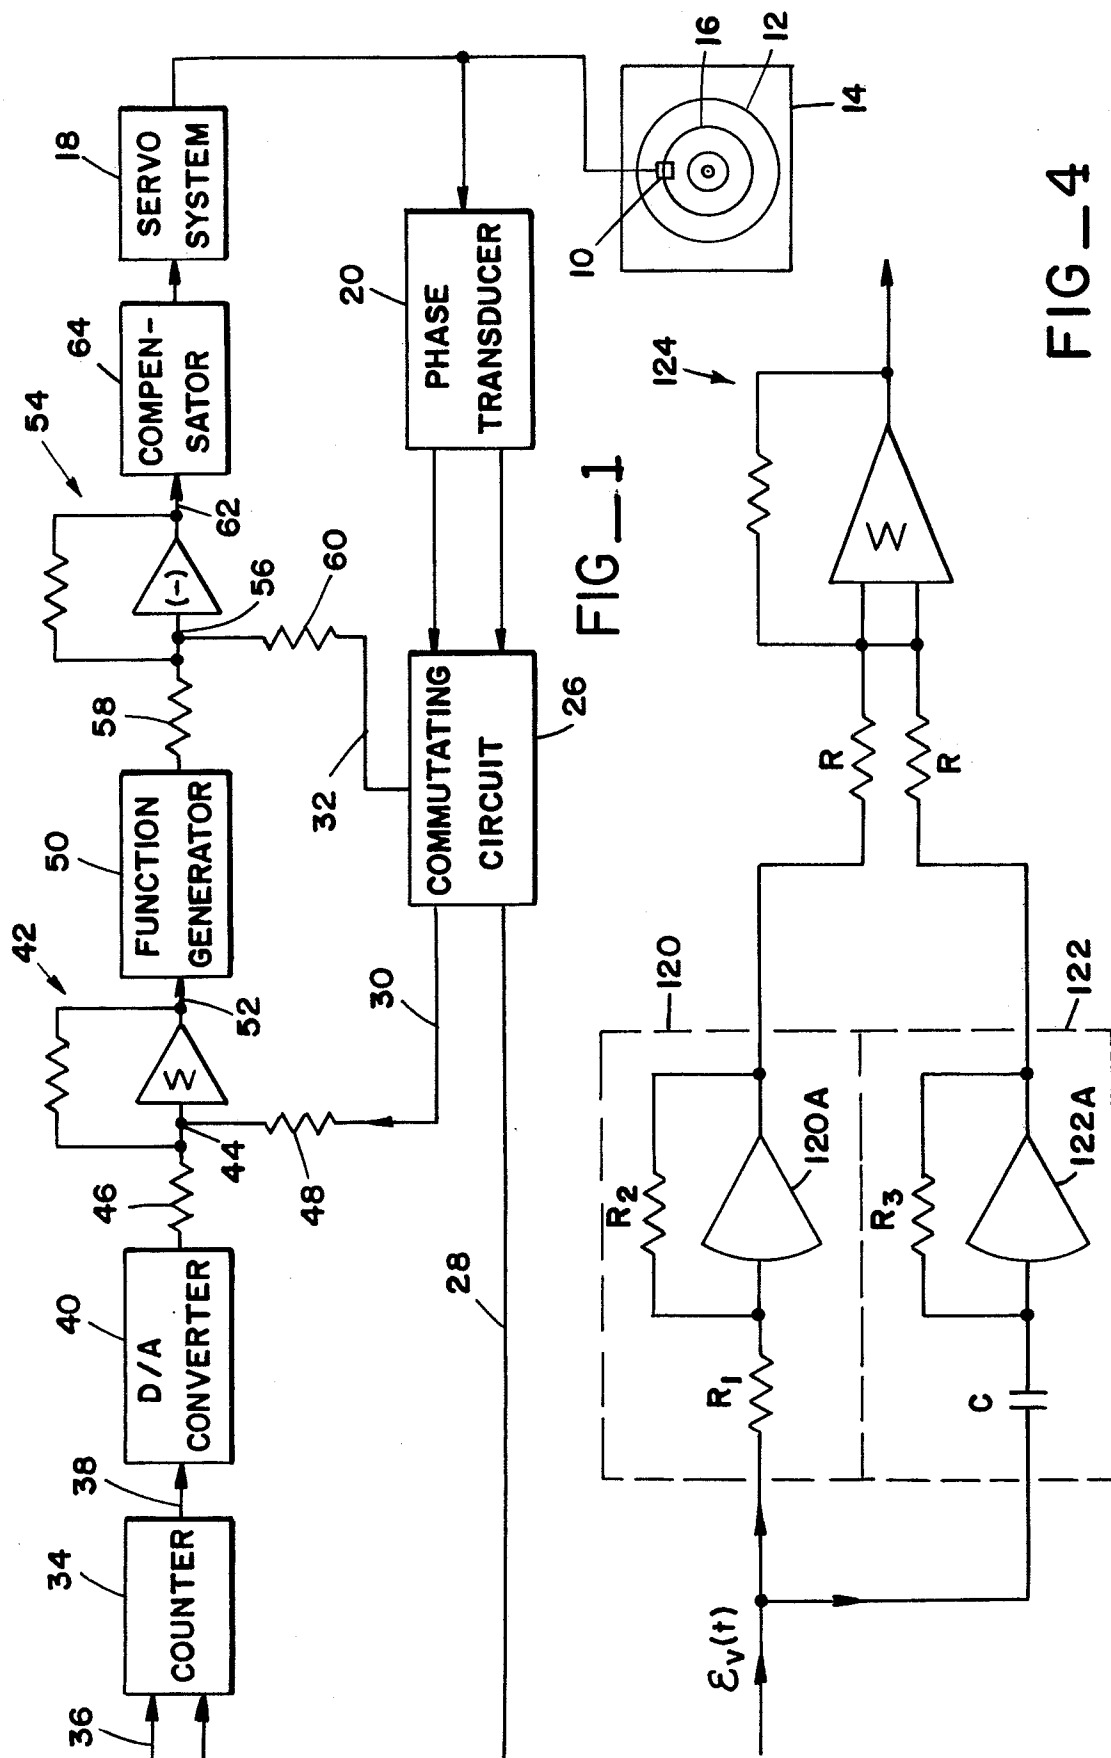 36
COUNTER
34
38
D/A
CONVERTER
40
46
44
48
Σ
42
52
FUNCTION
GENERATOR
50
58
56
60
(-)
54
62
COMPEN-
SATOR
64
SERVO
SYSTEM
18
28
30
32
COMMUTATING
CIRCUIT
26
PHASE
TRANSDUCER
20
10
16
12
14
FIG_1
Ɛv(t)
R1
R2
120A
120
C
R3
122A
122
R
R
Σ
124
FIG_4